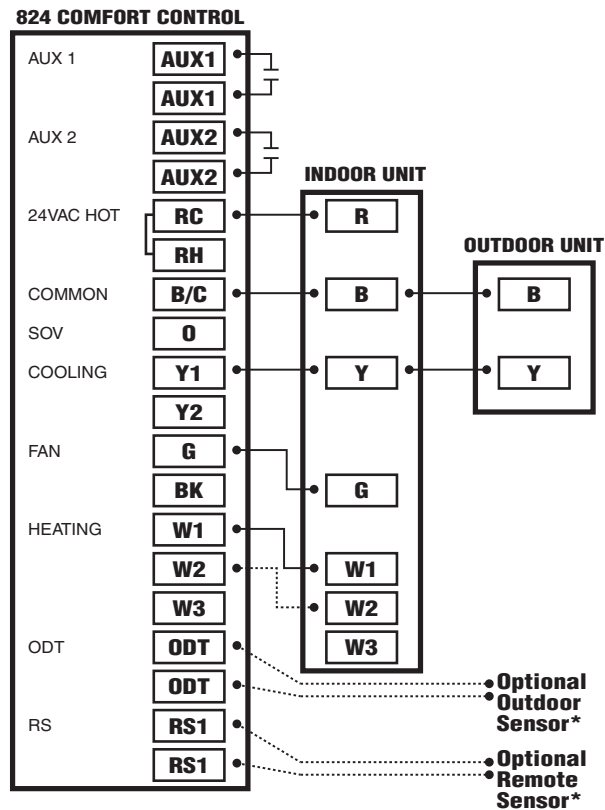 824 COMFORT CONTROL
AUX 1
AUX1
AUX1
AUX 2
AUX2
AUX2
INDOOR UNIT
24VAC HOT
RC
R
RH
OUTDOOR UNIT
COMMON
B/C
B
B
SOV
O
COOLING
Y1
Y
Y
Y2
FAN
G
G
BK
HEATING
W1
W1
W2
W2
W3
W3
ODT
ODT
ODT
Optional
Outdoor
Sensor*
RS
RS1
RS1
Optional
Remote
Sensor*